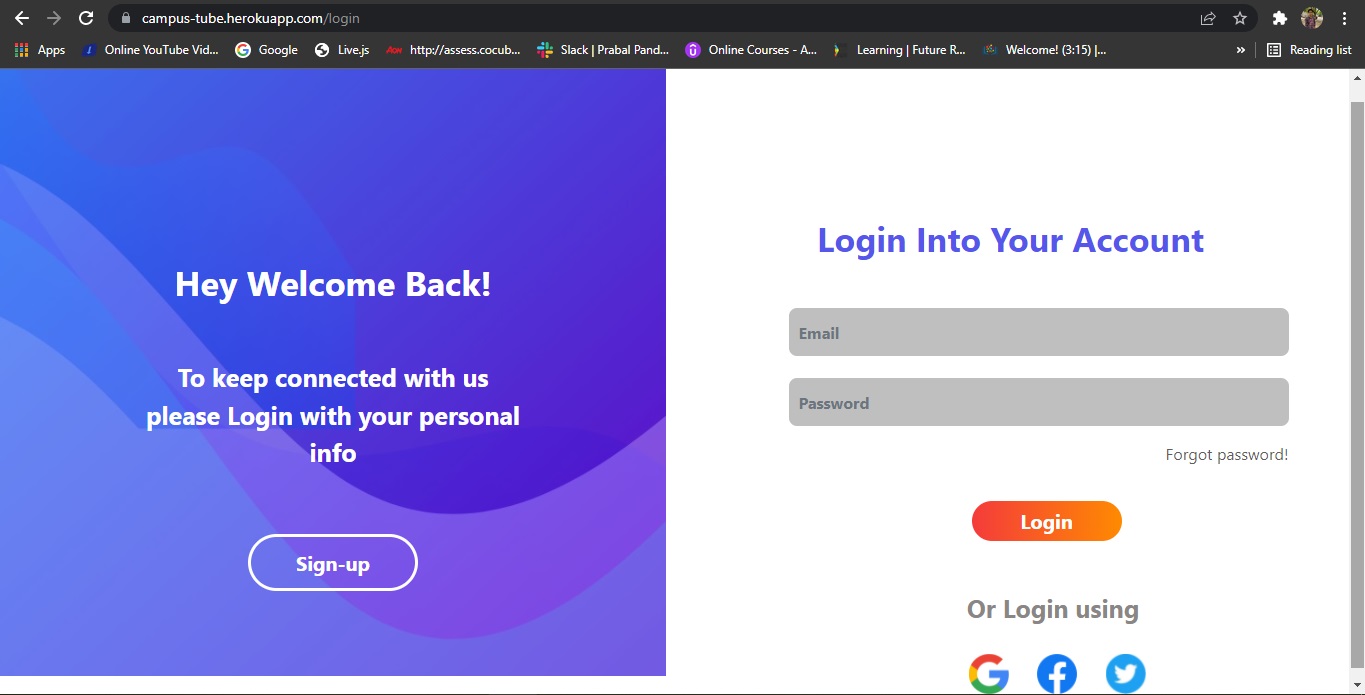 campus-tube.herokuapp.com/login
Apps Online YouTube Vid... Google Live.js http://assess.cocub... Slack | Prabal Pand... Online Courses - A... Learning | Future R... Welcome! (3:15) |... » Reading list
Hey Welcome Back!
To keep connected with us
please Login with your personal
info
Sign-up
Login Into Your Account
Email
Password
Forgot password!
Login
Or Login using